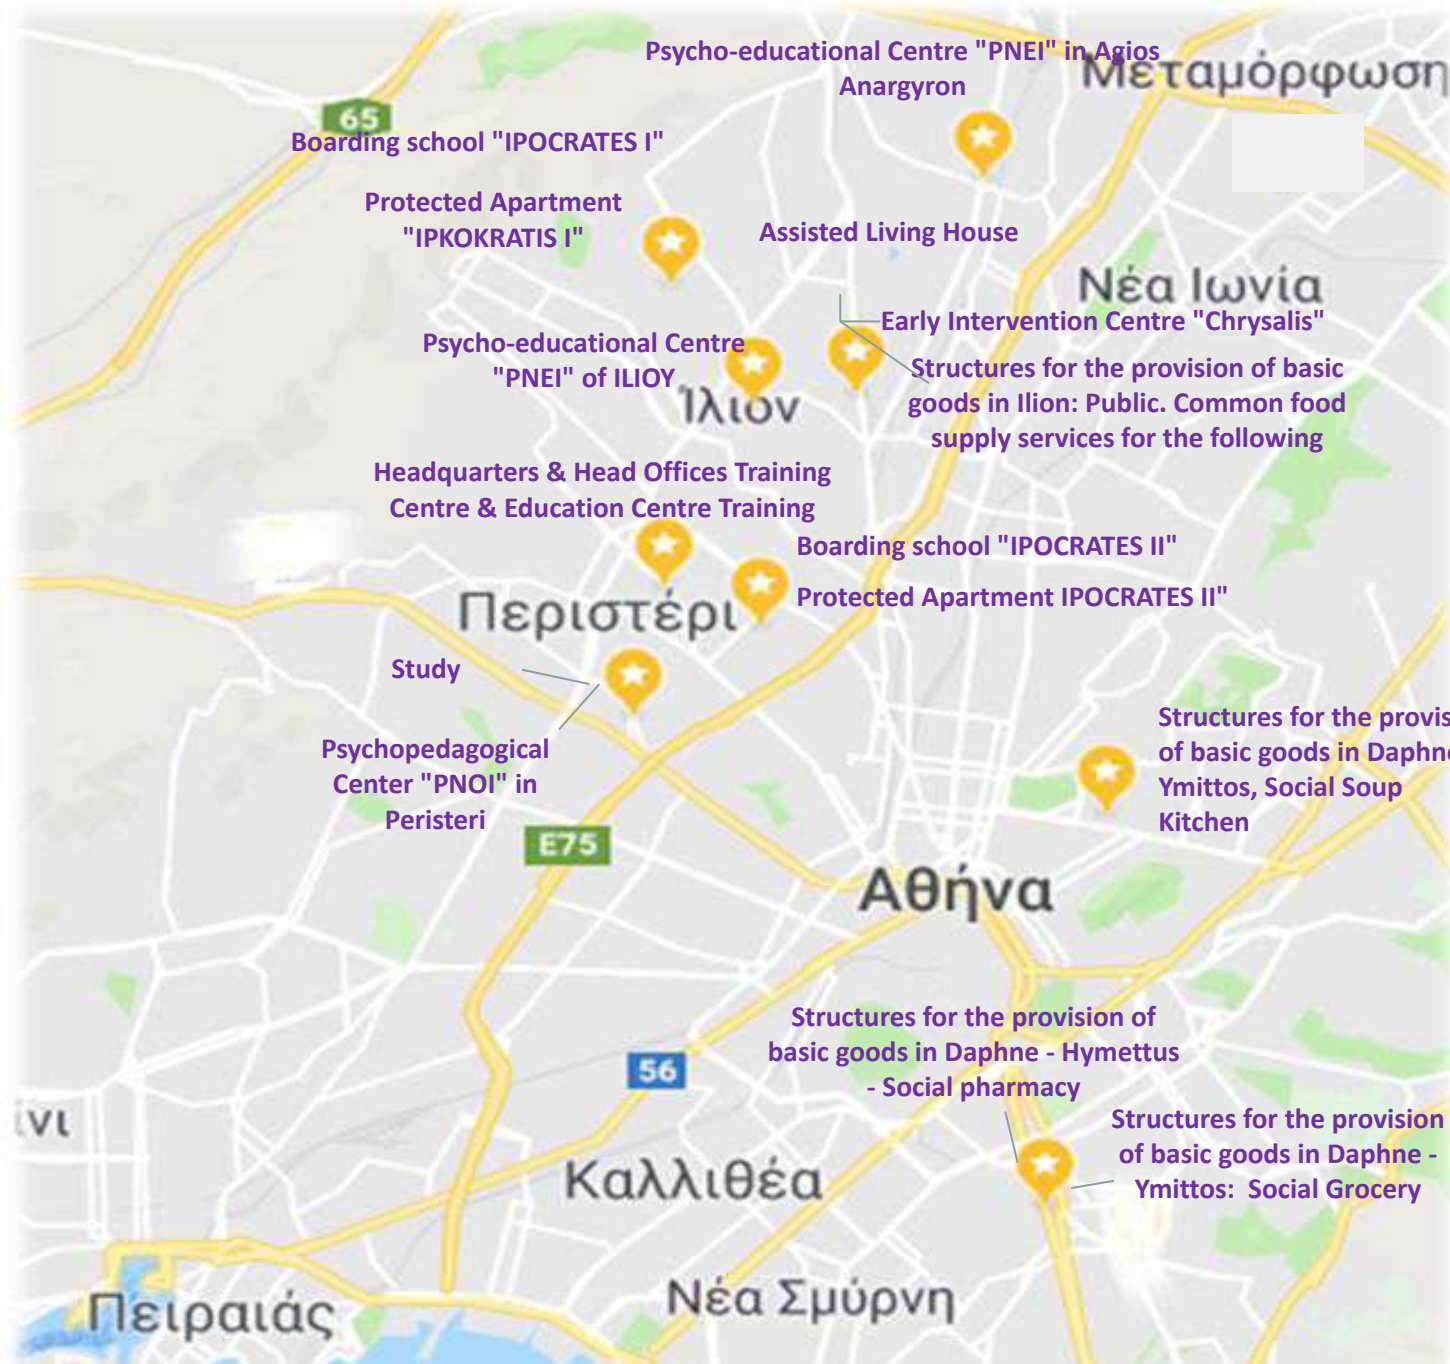 Psycho-educational Centre "PNEI" in Agios
Anargyron
Μεταμόρφωση
65
Boarding school "IPOCRATES I"
Protected Apartment
"IPKOKRATIS I"
Assisted Living House
Νέα Ιωνία
Early Intervention Centre "Chrysalis"
Psycho-educational Centre
"PNEI" of ILIOY
Structures for the provision of basic
goods in Ilion: Public. Common food
supply services for the following
Ίλιον
Headquarters & Head Offices Training
Centre & Education Centre Training
Boarding school "IPOCRATES II"
Protected Apartment IPOCRATES II"
Περιστέρι
Study
Psychopedagogical
Center "PNOI" in
Peristeri
Structures for the provis
of basic goods in Daphne
Ymittos, Social Soup
Kitchen
E75
Αθήνα
Structures for the provision of
basic goods in Daphne - Hymettus
- Social pharmacy
56
Structures for the provision
of basic goods in Daphne -
Ymittos: Social Grocery
ίνι
Καλλιθέα
Νέα Σμύρνη
Πειραιάς